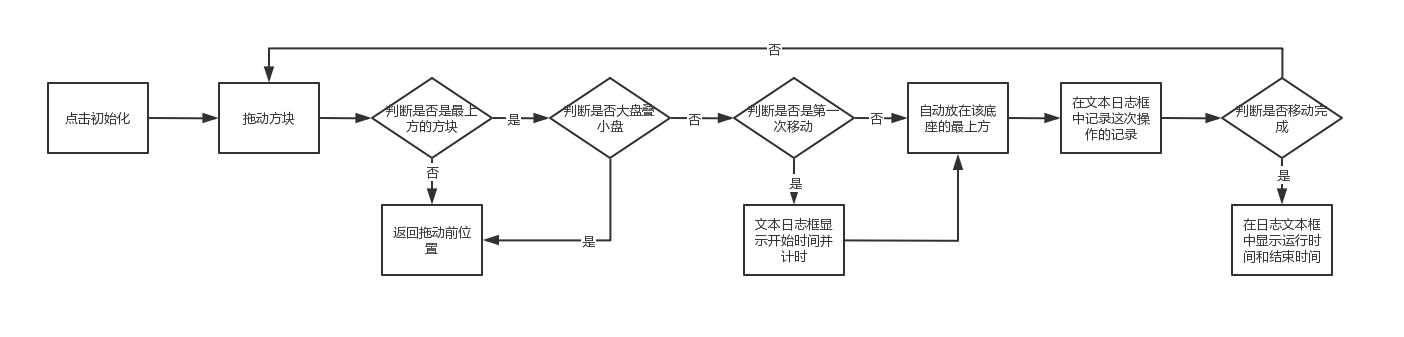 否
点击初始化
拖动方块
判断是否是最上
方的方块
是
判断是否大盘叠
小盘
否
判断是否是第一
次移动
否
自动放在该底
座的最上方
在文本日志框
中记录这次操
作的记录
判断是否移动完
成
否
是
是
返回拖动前位
置
是
文本日志框显
示开始时间并
计时
在日志文本框
中显示运行时
间和结束时间